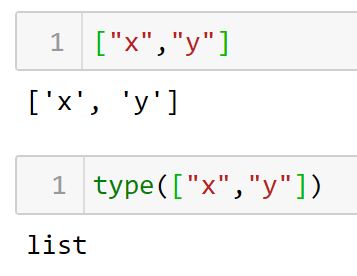 1 ["x","y"]
['x', 'y']
1 type(["x","y"])
list